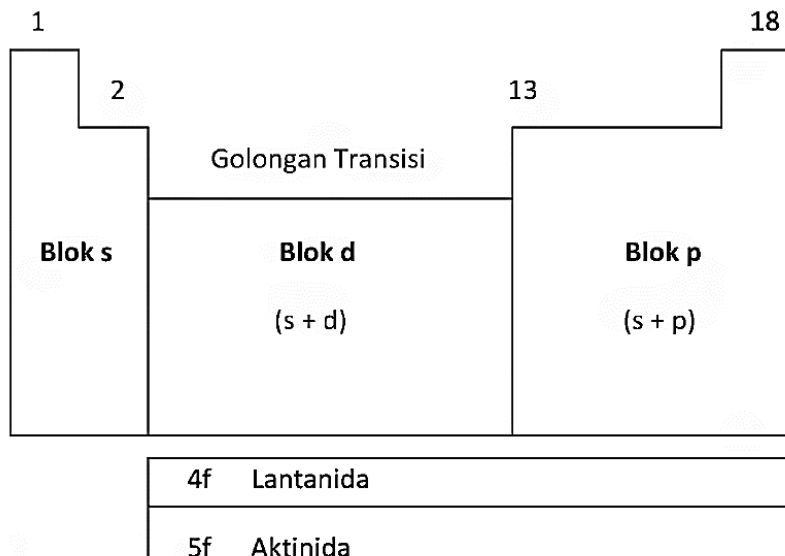 1
18
2
13
Golongan Transisi
Blok s
Blok d
Blok p
(s + d)
(s + p)
4f Lantanida
5f Aktinida